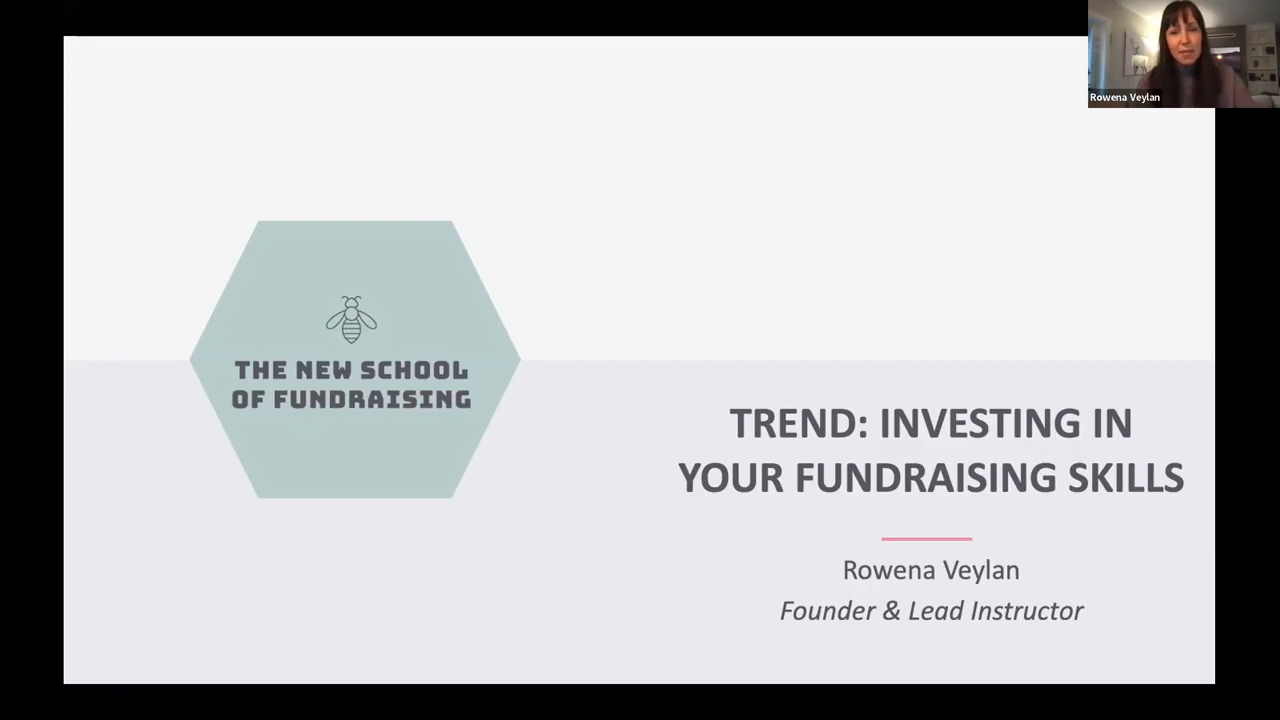 Rowena Veylan
THE NEW SCHOOL
OF FUNDRAISING
TREND: INVESTING IN
YOUR FUNDRAISING SKILLS
Rowena Veylan
Founder & Lead Instructor